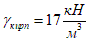 γкирп = 17 кН/м³